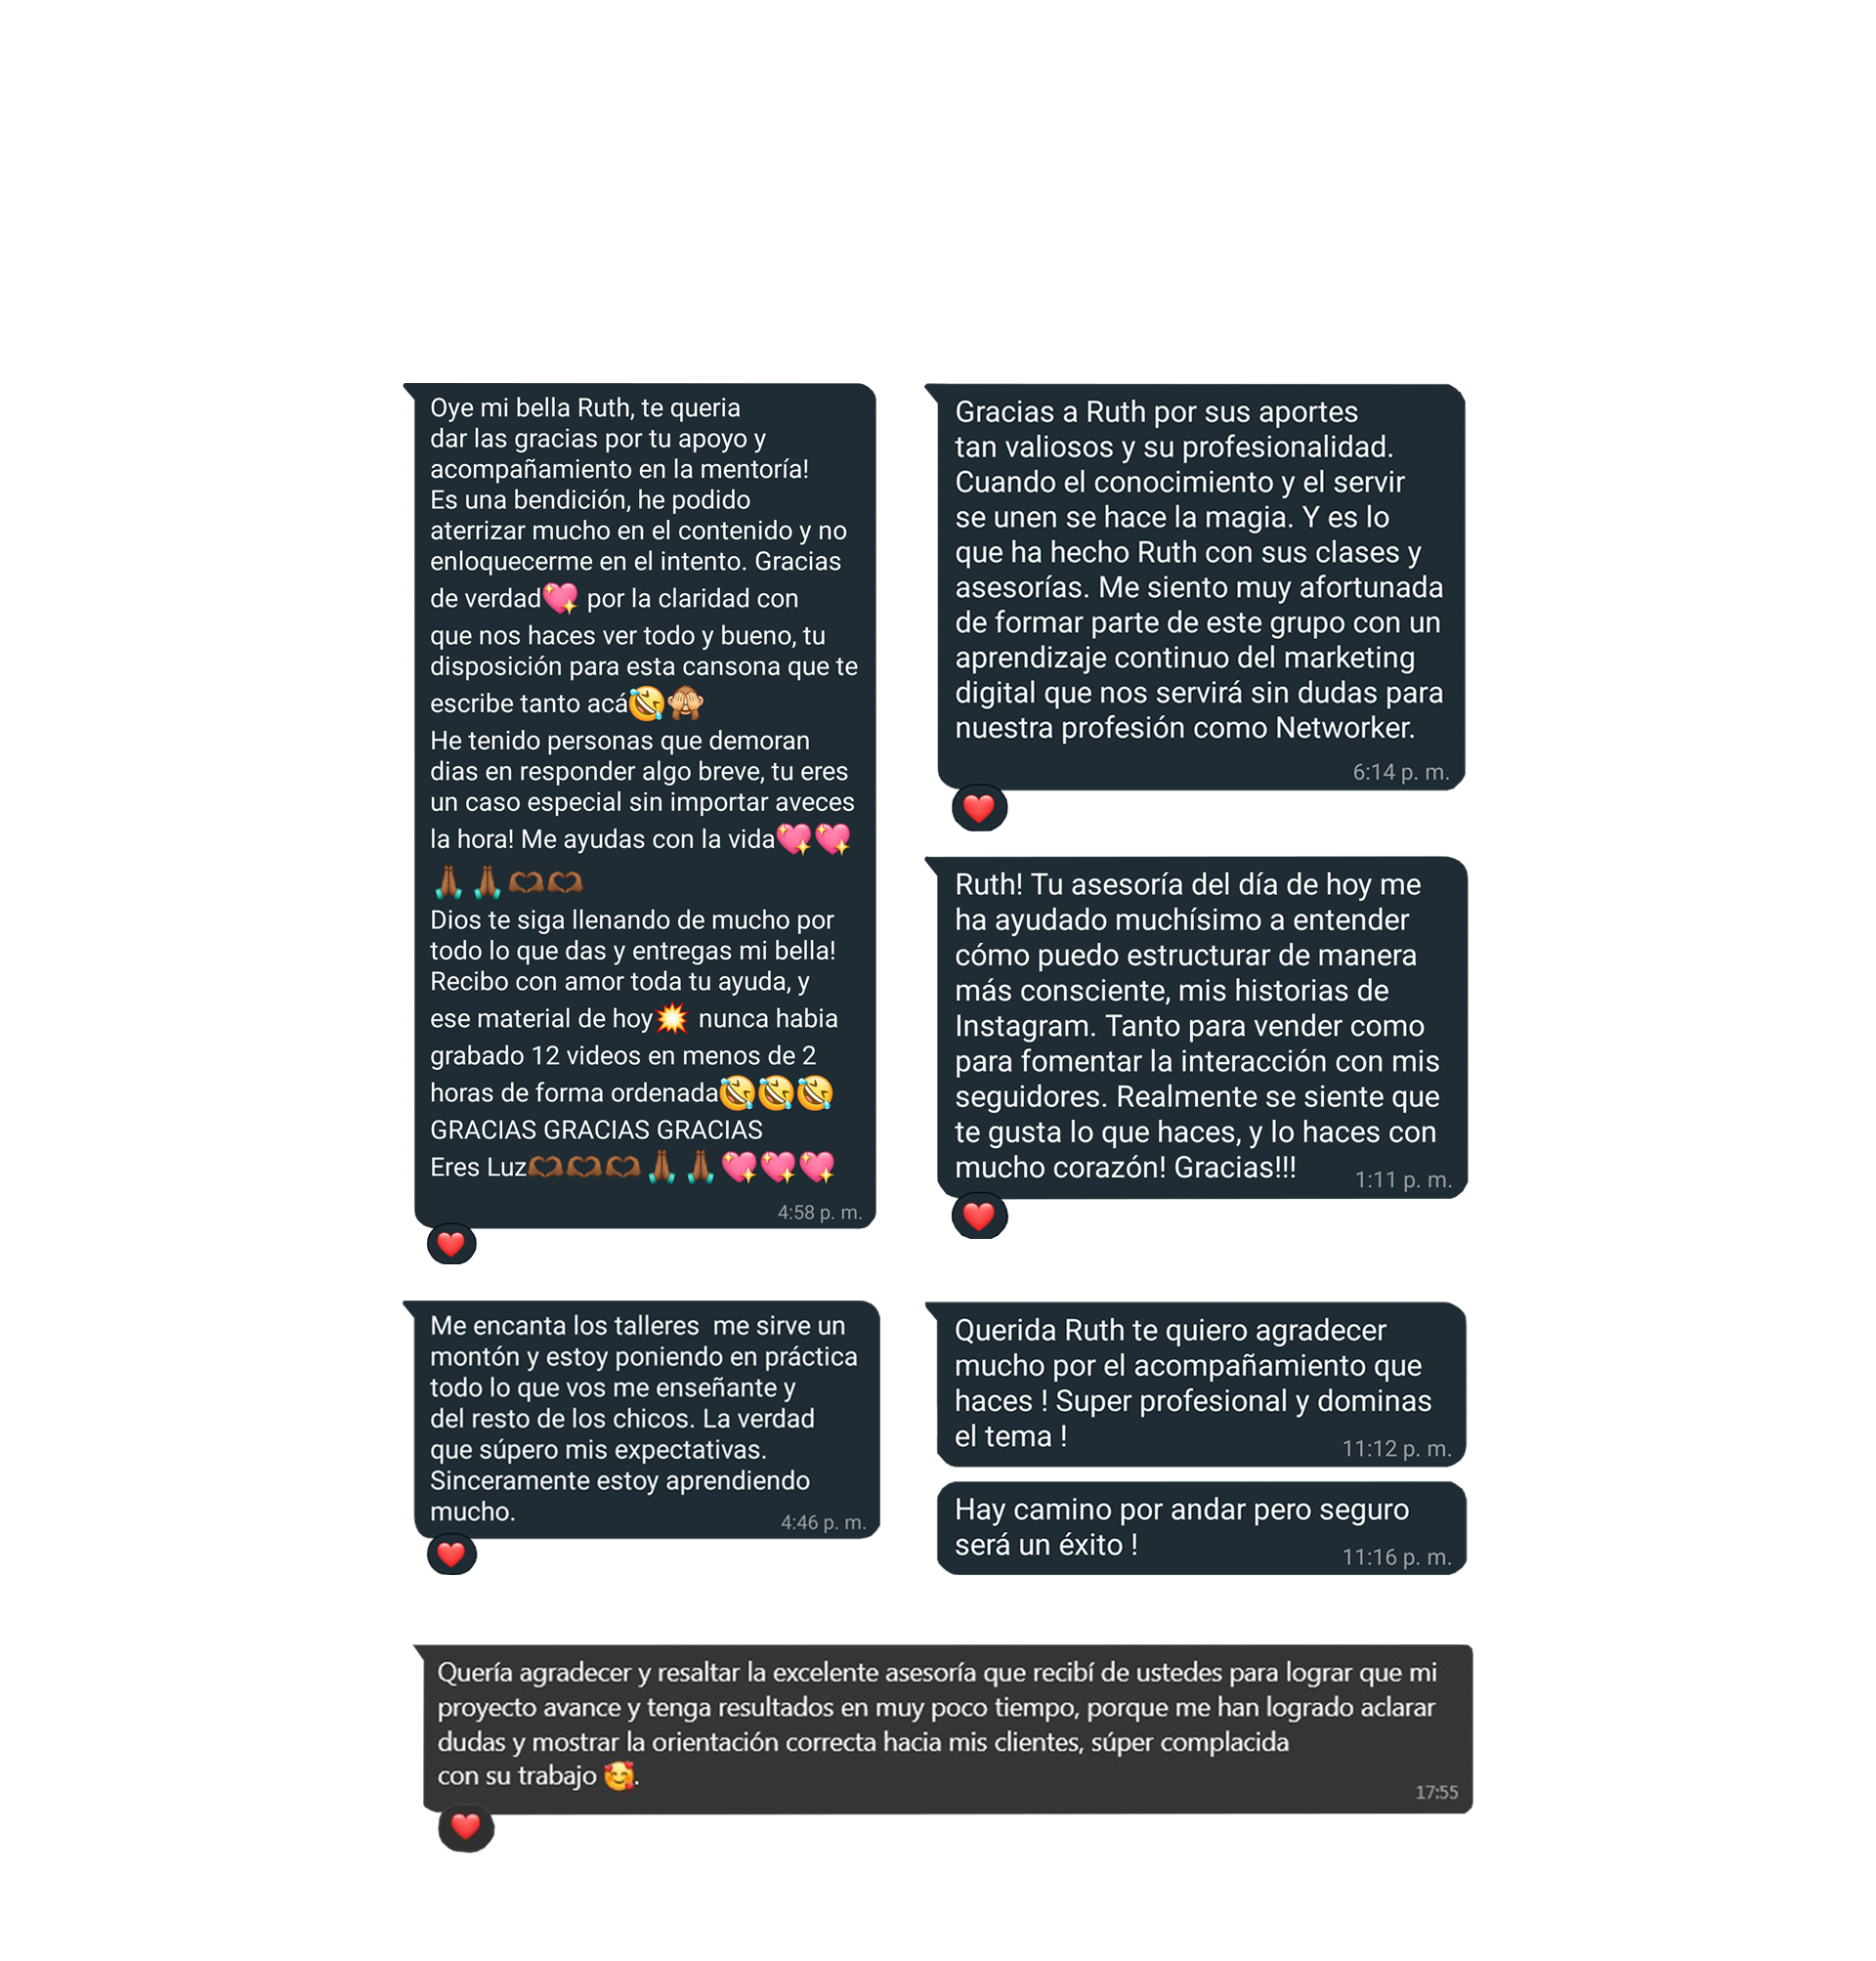 Oye mi bella Ruth, te queria
dar las gracias por tu apoyo y
acompañamiento en la mentoría!
Es una bendición, he podido
aterrizar mucho en el contenido y no
enloquecerme en el intento. Gracias
de verdad💖 por la claridad con
que nos haces ver todo y bueno, tu
disposición para esta cansona que te
escribe tanto acá🤣🙈
He tenido personas que demoran
dias en responder algo breve, tu eres
un caso especial sin importar aveces
la hora! Me ayudas con la vida💖💖
🙏🏾🙏🏾🫶🏾🫶🏾
Dios te siga llenando de mucho por
todo lo que das y entregas mi bella!
Recibo con amor toda tu ayuda, y
ese material de hoy💥 nunca habia
grabado 12 videos en menos de 2
horas de forma ordenada🤣🤣🤣
GRACIAS GRACIAS GRACIAS
Eres Luz🫶🏾🫶🏾🫶🏾🙏🏾🙏🏾💖💖💖
4:58 p. m.
❤️
Gracias a Ruth por sus aportes
tan valiosos y su profesionalidad.
Cuando el conocimiento y el servir
se unen se hace la magia. Y es lo
que ha hecho Ruth con sus clases y
asesorías. Me siento muy afortunada
de formar parte de este grupo con un
aprendizaje continuo del marketing
digital que nos servirá sin dudas para
nuestra profesión como Networker.
6:14 p. m.
❤️
Ruth! Tu asesoría del día de hoy me
ha ayudado muchísimo a entender
cómo puedo estructurar de manera
más consciente, mis historias de
Instagram. Tanto para vender como
para fomentar la interacción con mis
seguidores. Realmente se siente que
te gusta lo que haces, y lo haces con
mucho corazón! Gracias!!!
1:11 p. m.
❤️
Me encanta los talleres  me sirve un
montón y estoy poniendo en práctica
todo lo que vos me enseñante y
del resto de los chicos. La verdad
que súpero mis expectativas.
Sinceramente estoy aprendiendo
mucho.
4:46 p. m.
❤️
Querida Ruth te quiero agradecer
mucho por el acompañamiento que
haces ! Super profesional y dominas
el tema !
11:12 p. m.
Hay camino por andar pero seguro
será un éxito !
11:16 p. m.
Quería agradecer y resaltar la excelente asesoría que recibí de ustedes para lograr que mi
proyecto avance y tenga resultados en muy poco tiempo, porque me han logrado aclarar
dudas y mostrar la orientación correcta hacia mis clientes, súper complacida
con su trabajo 🥰.
17:55
❤️